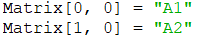 Matrix[0, 0] = "A1"
Matrix[1, 0] = "A2"